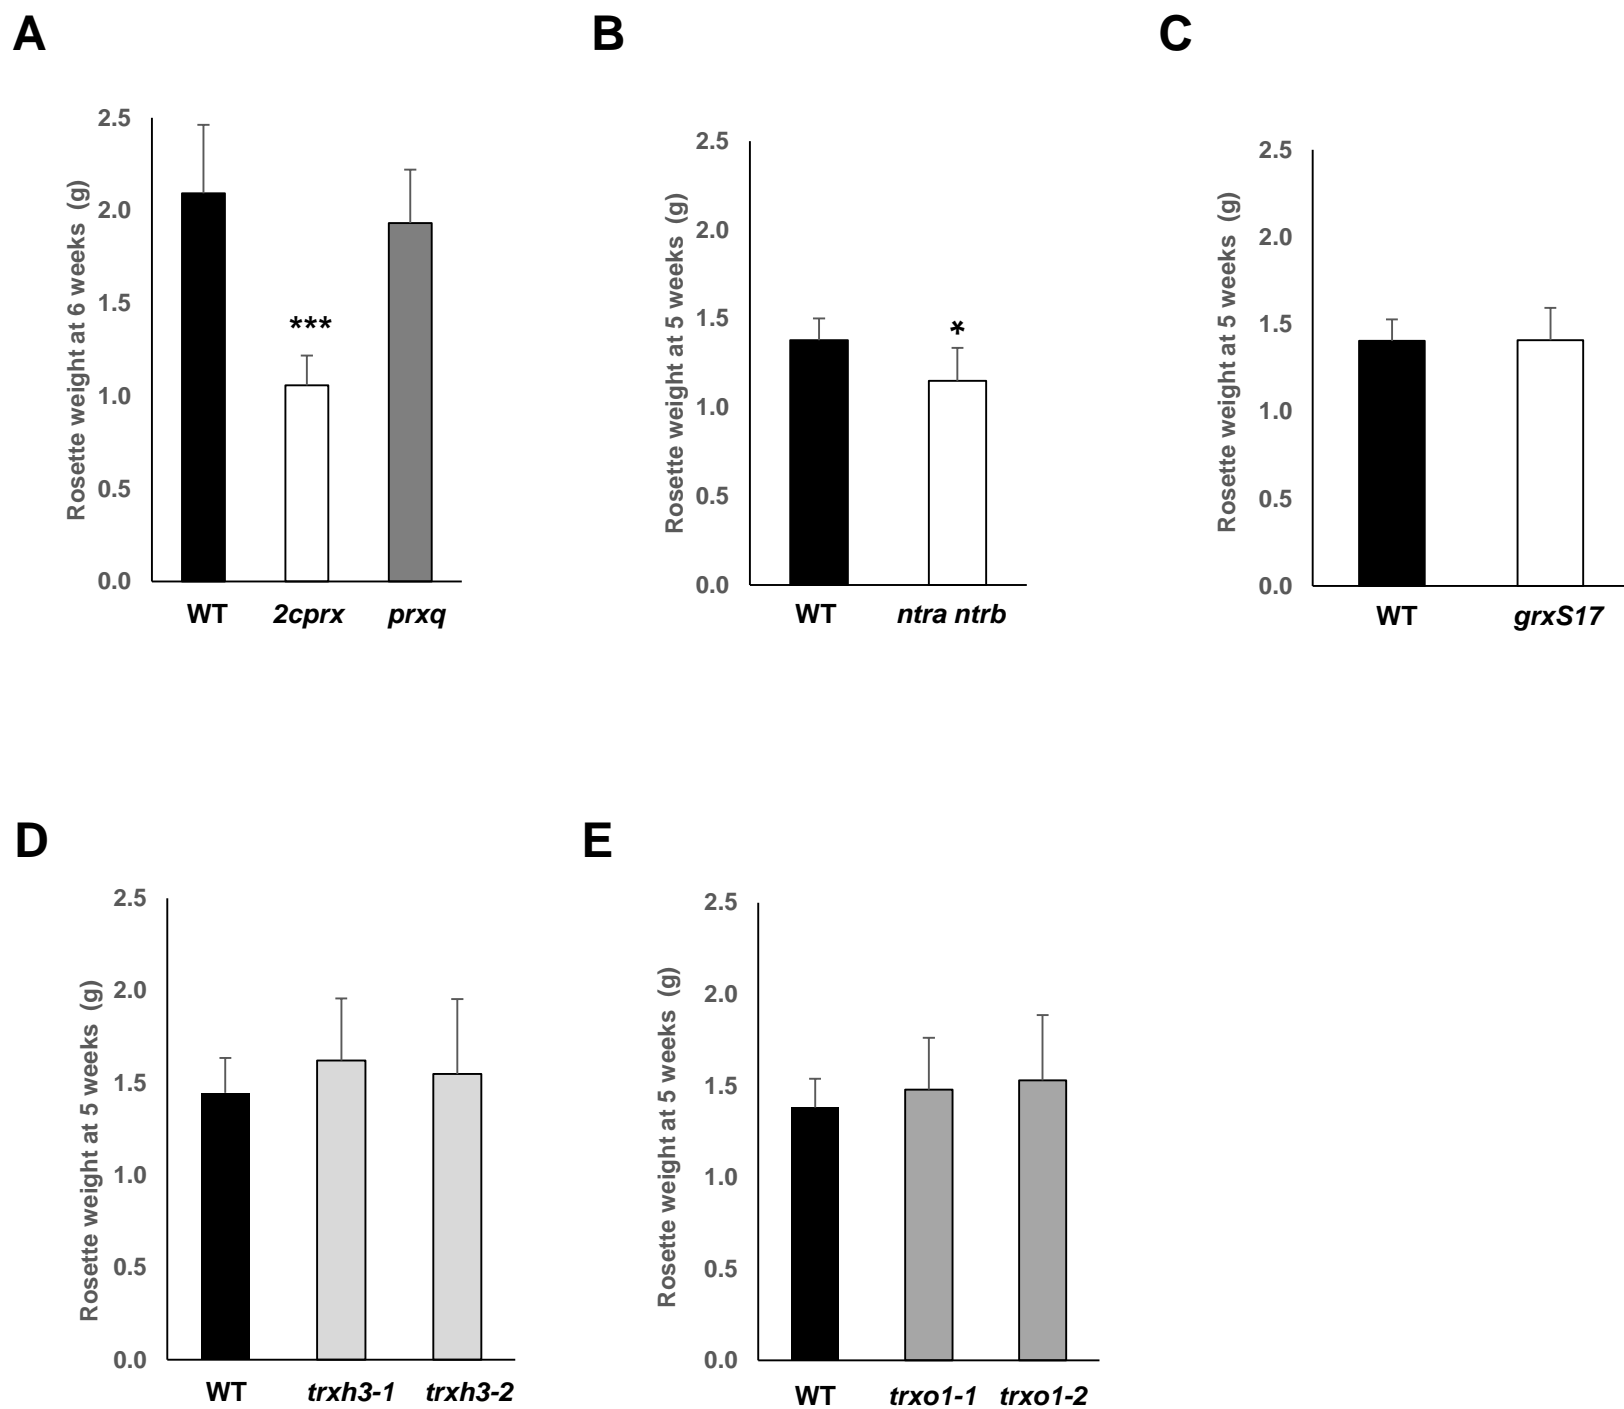 A
Rosette weight at 6 weeks (g)
2.5
2.0
1.5
1.0
0.5
0.0
***
WT 2cprx prxq
B
Rosette weight at 5 weeks (g)
2.5
2.0
1.5
1.0
0.5
0.0
*
WT ntra ntrb
C
Rosette weight at 5 weeks (g)
2.5
2.0
1.5
1.0
0.5
0.0
WT grxS17
D
Rosette weight at 5 weeks (g)
2.5
2.0
1.5
1.0
0.5
0.0
WT trxh3-1 trxh3-2
E
Rosette weight at 5 weeks (g)
2.5
2.0
1.5
1.0
0.5
0.0
WT trxo1-1 trxo1-2